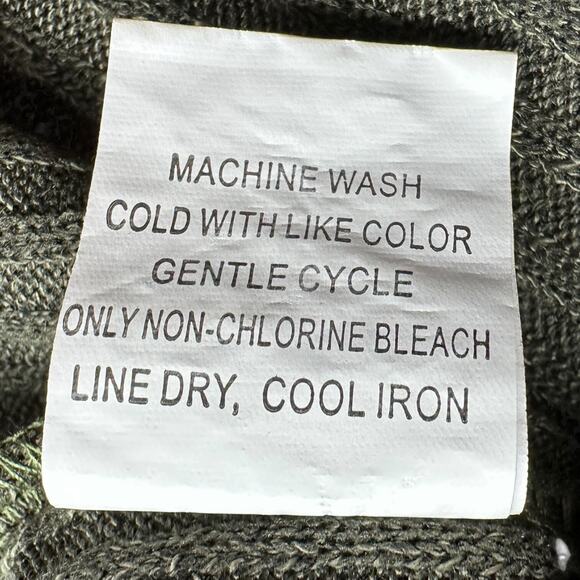 MACHINE WASH
COLD WITH LIKE COLOR
GENTLE CYCLE
ONLY NON-CHLORINE BLEACH
LINE DRY, COOL IRON